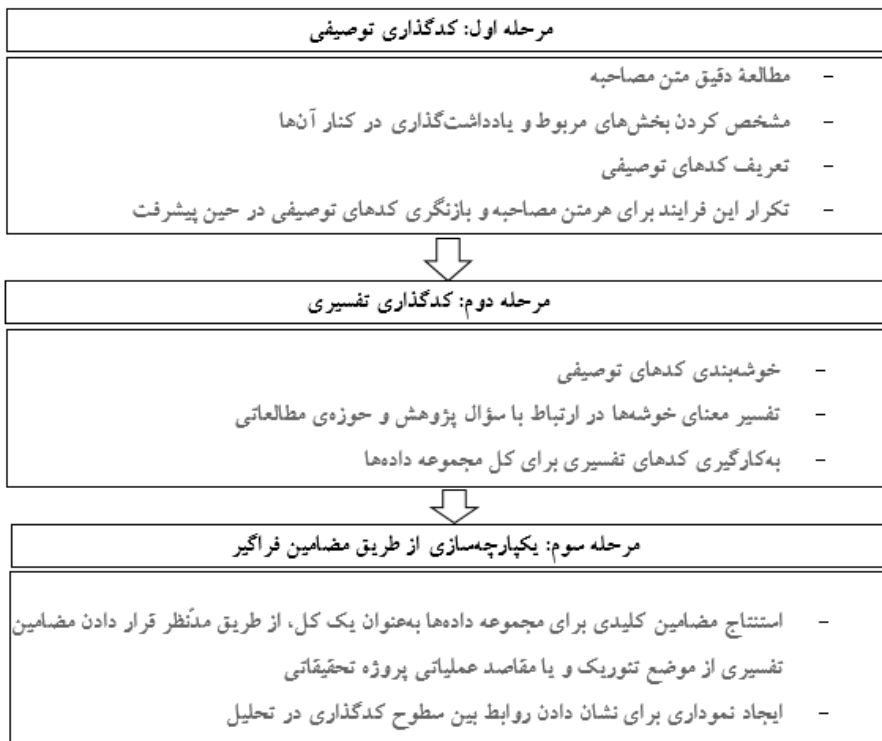 مرحله اول: کدگذاری توصیفی
- مطالعهٔ دقیق متن مصاحبه
- مشخص کردن بخش‌های مربوط و یادداشت‌گذاری در کنار آن‌ها
- تعریف کدهای توصیفی
- تکرار این فرایند برای هرمتن مصاحبه و بازنگری کدهای توصیفی در حین پیشرفت
مرحله دوم: کدگذاری تفسیری
- خوشه‌بندی کدهای توصیفی
- تفسیر معنای خوشه‌ها در ارتباط با سؤال پژوهش و حوزه‌ی مطالعاتی
- به‌کارگیری کدهای تفسیری برای کل مجموعه داده‌ها
مرحله سوم: یکپارچه‌سازی از طریق مضامین فراگیر
- استنتاج مضامین کلیدی برای مجموعه داده‌ها به‌عنوان یک کل، از طریق مدّنظر قرار دادن مضامین
تفسیری از موضع تئوریک و یا مقاصد عملیاتی پروژه تحقیقاتی
- ایجاد نموداری برای نشان دادن روابط بین سطوح کدگذاری در تحلیل